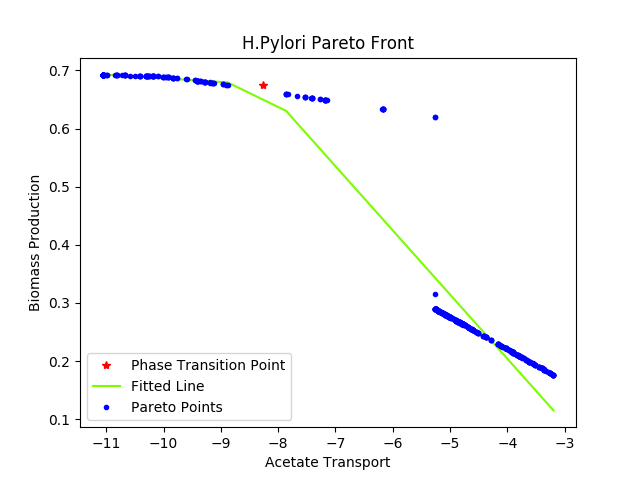 H.Pylori Pareto Front
0.7
0.6
0.5
0.4
0.3
0.2
0.1
Biomass Production
Phase Transition Point
Fitted Line
Pareto Points
−11 −10 −9 −8 −7 −6 −5 −4 −3
Acetate Transport